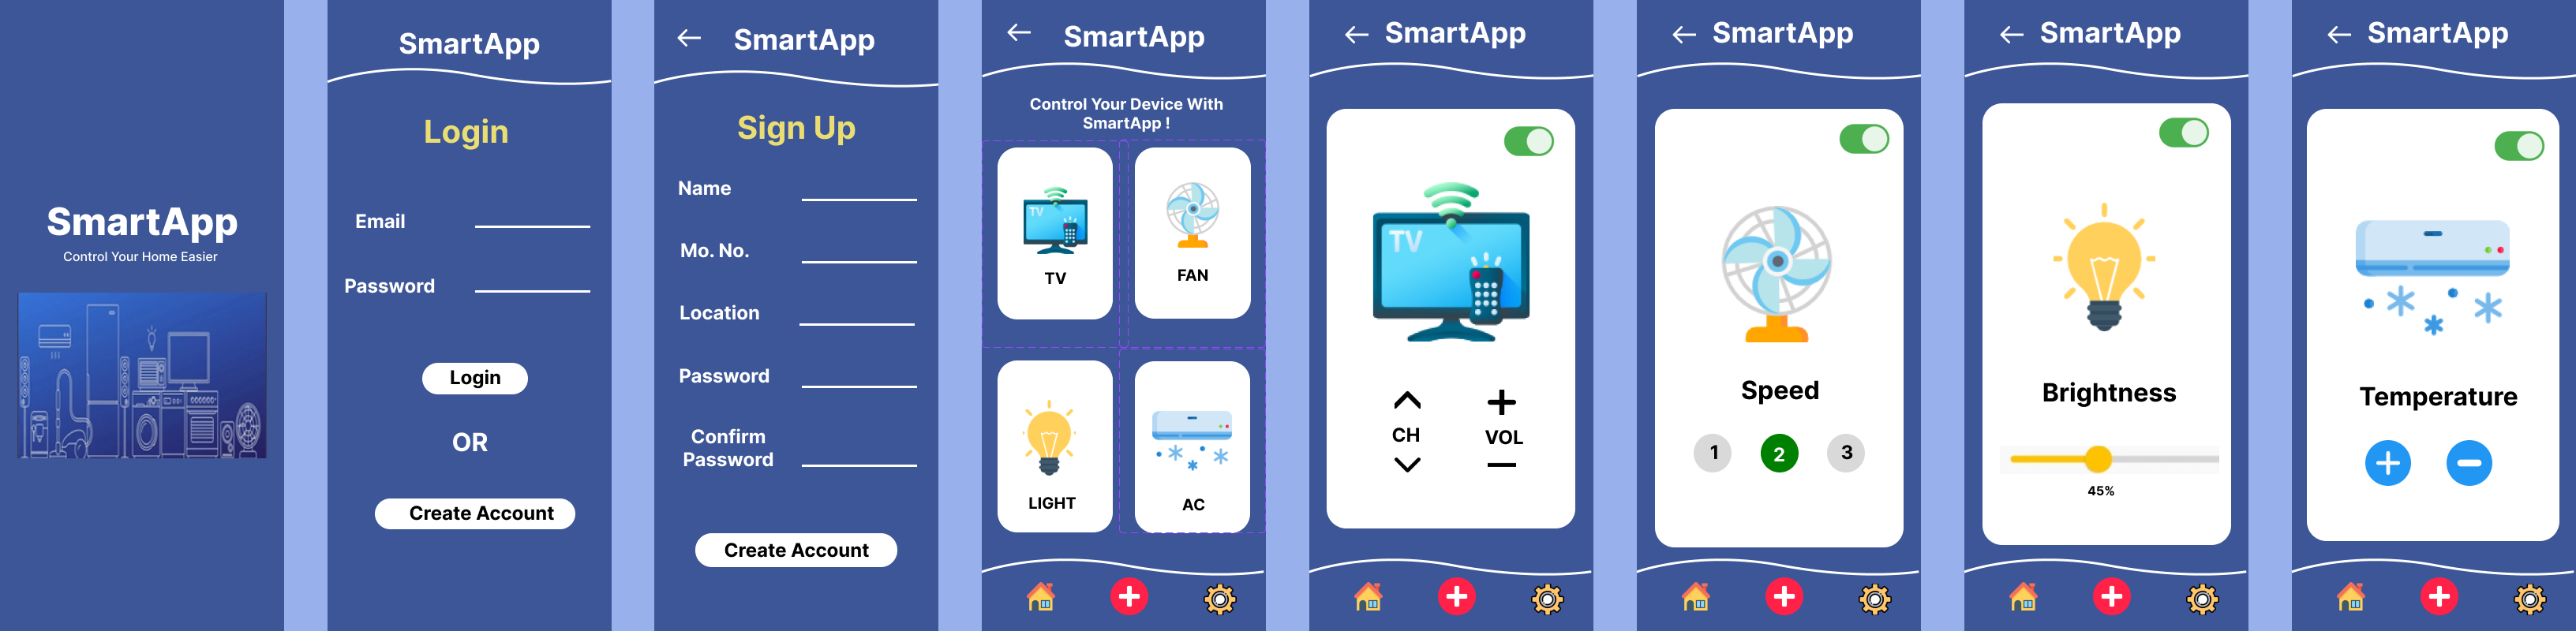 SmartApp
Control Your Home Easier
SmartApp
Login
Email
Password
Login
OR
Create Account
SmartApp
Sign Up
Name
Mo. No.
Location
Password
Confirm
Password
Create Account
SmartApp
Control Your Device With
SmartApp !
TV
TV
FAN
LIGHT
AC
SmartApp
TV
CH
VOL
SmartApp
Speed
1
2
3
SmartApp
Brightness
45%
SmartApp
Temperature